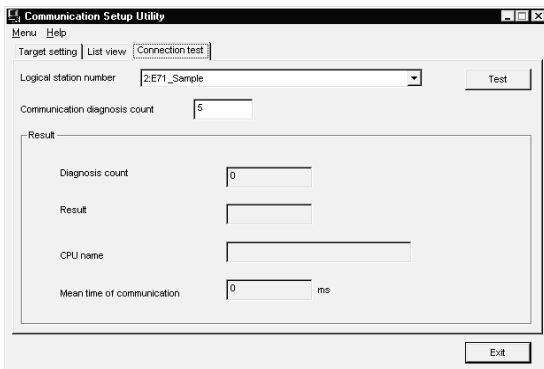 Communication Setup Utility
Menu Help
Target setting List view Connection test
Logical station number 2:E71_Sample Test
Communication diagnosis count 5
Result
Diagnosis count 0
Result
CPU name
Mean time of communication 0 ms
Exit